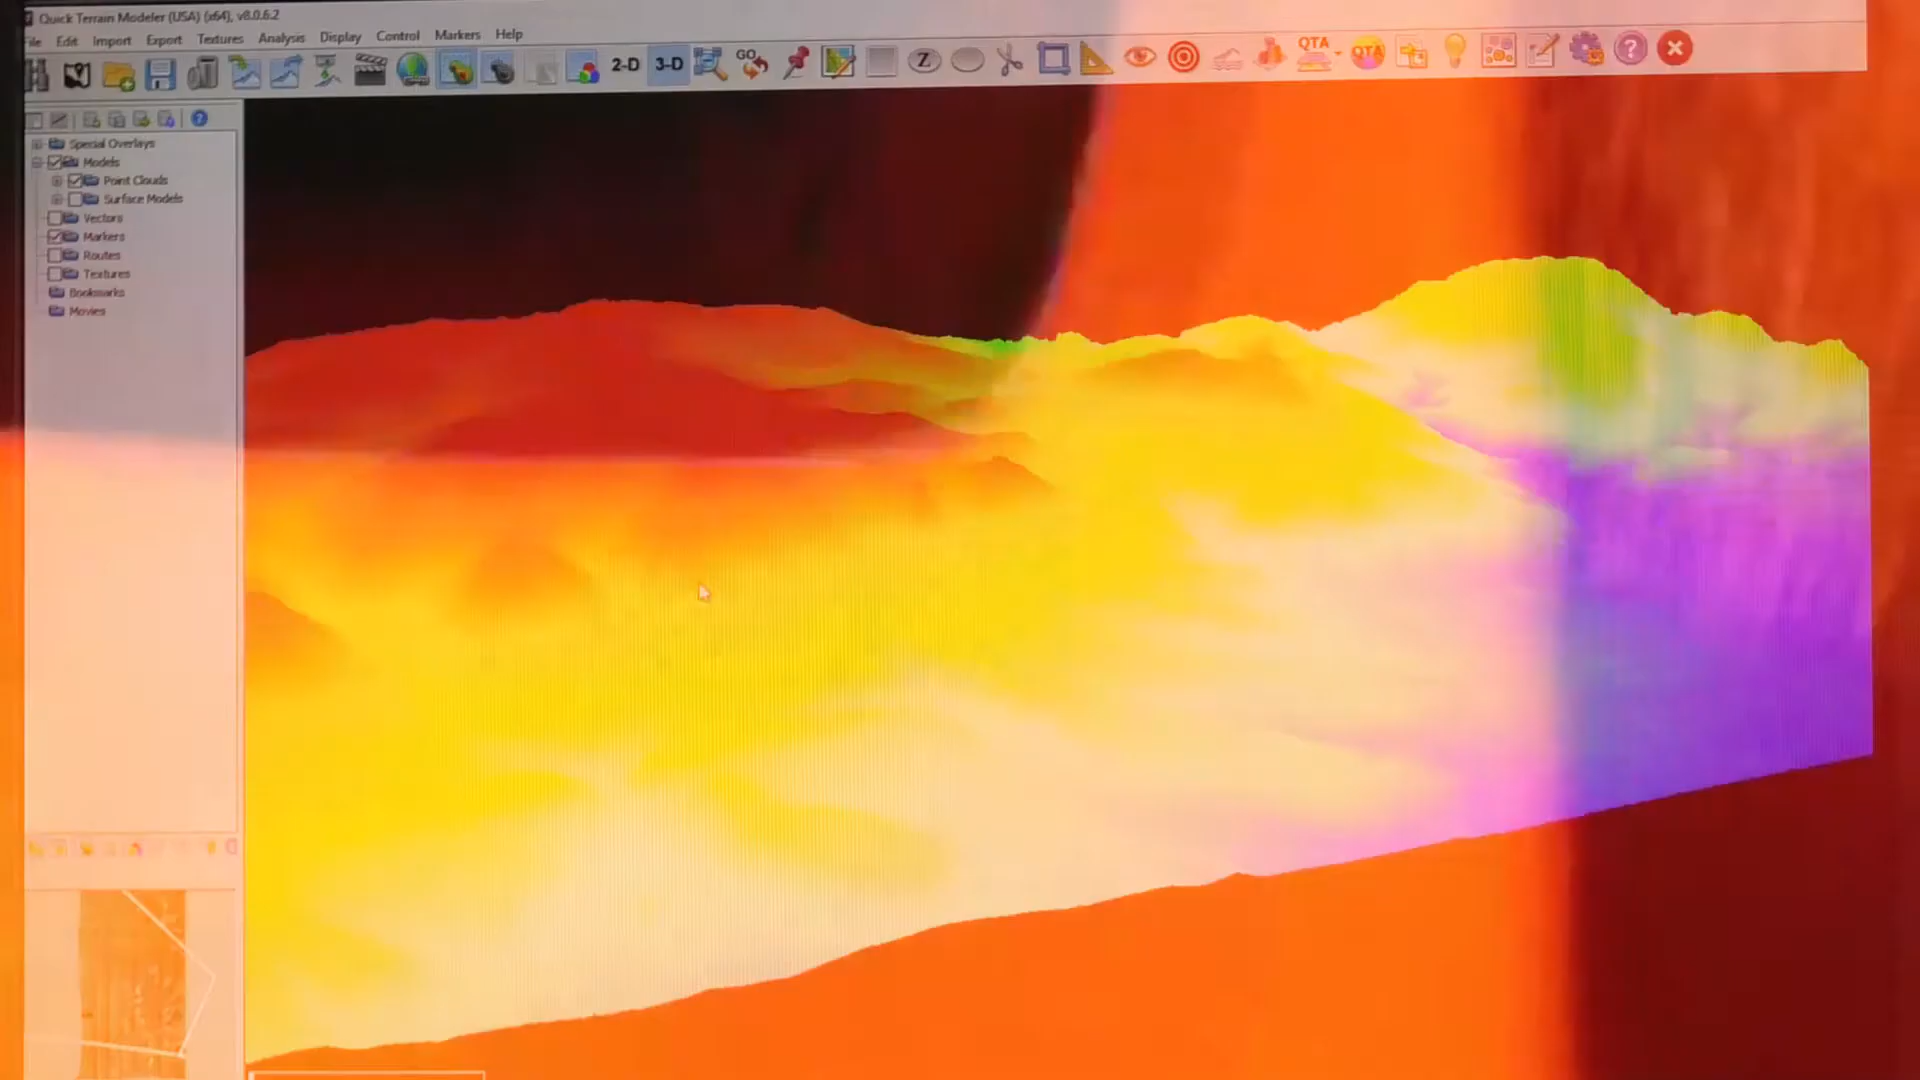 Quick Terrain Modeler (USA) (x64), v8.0.6.2
File Edit Import Export Textures Analysis Display Control Markers Help
2-D 3-D GO Z QTA QTA ?
?
Special Overlays
Models
Point Clouds
Surface Models
Vectors
Markers
Routes
Textures
Bookmarks
Movies